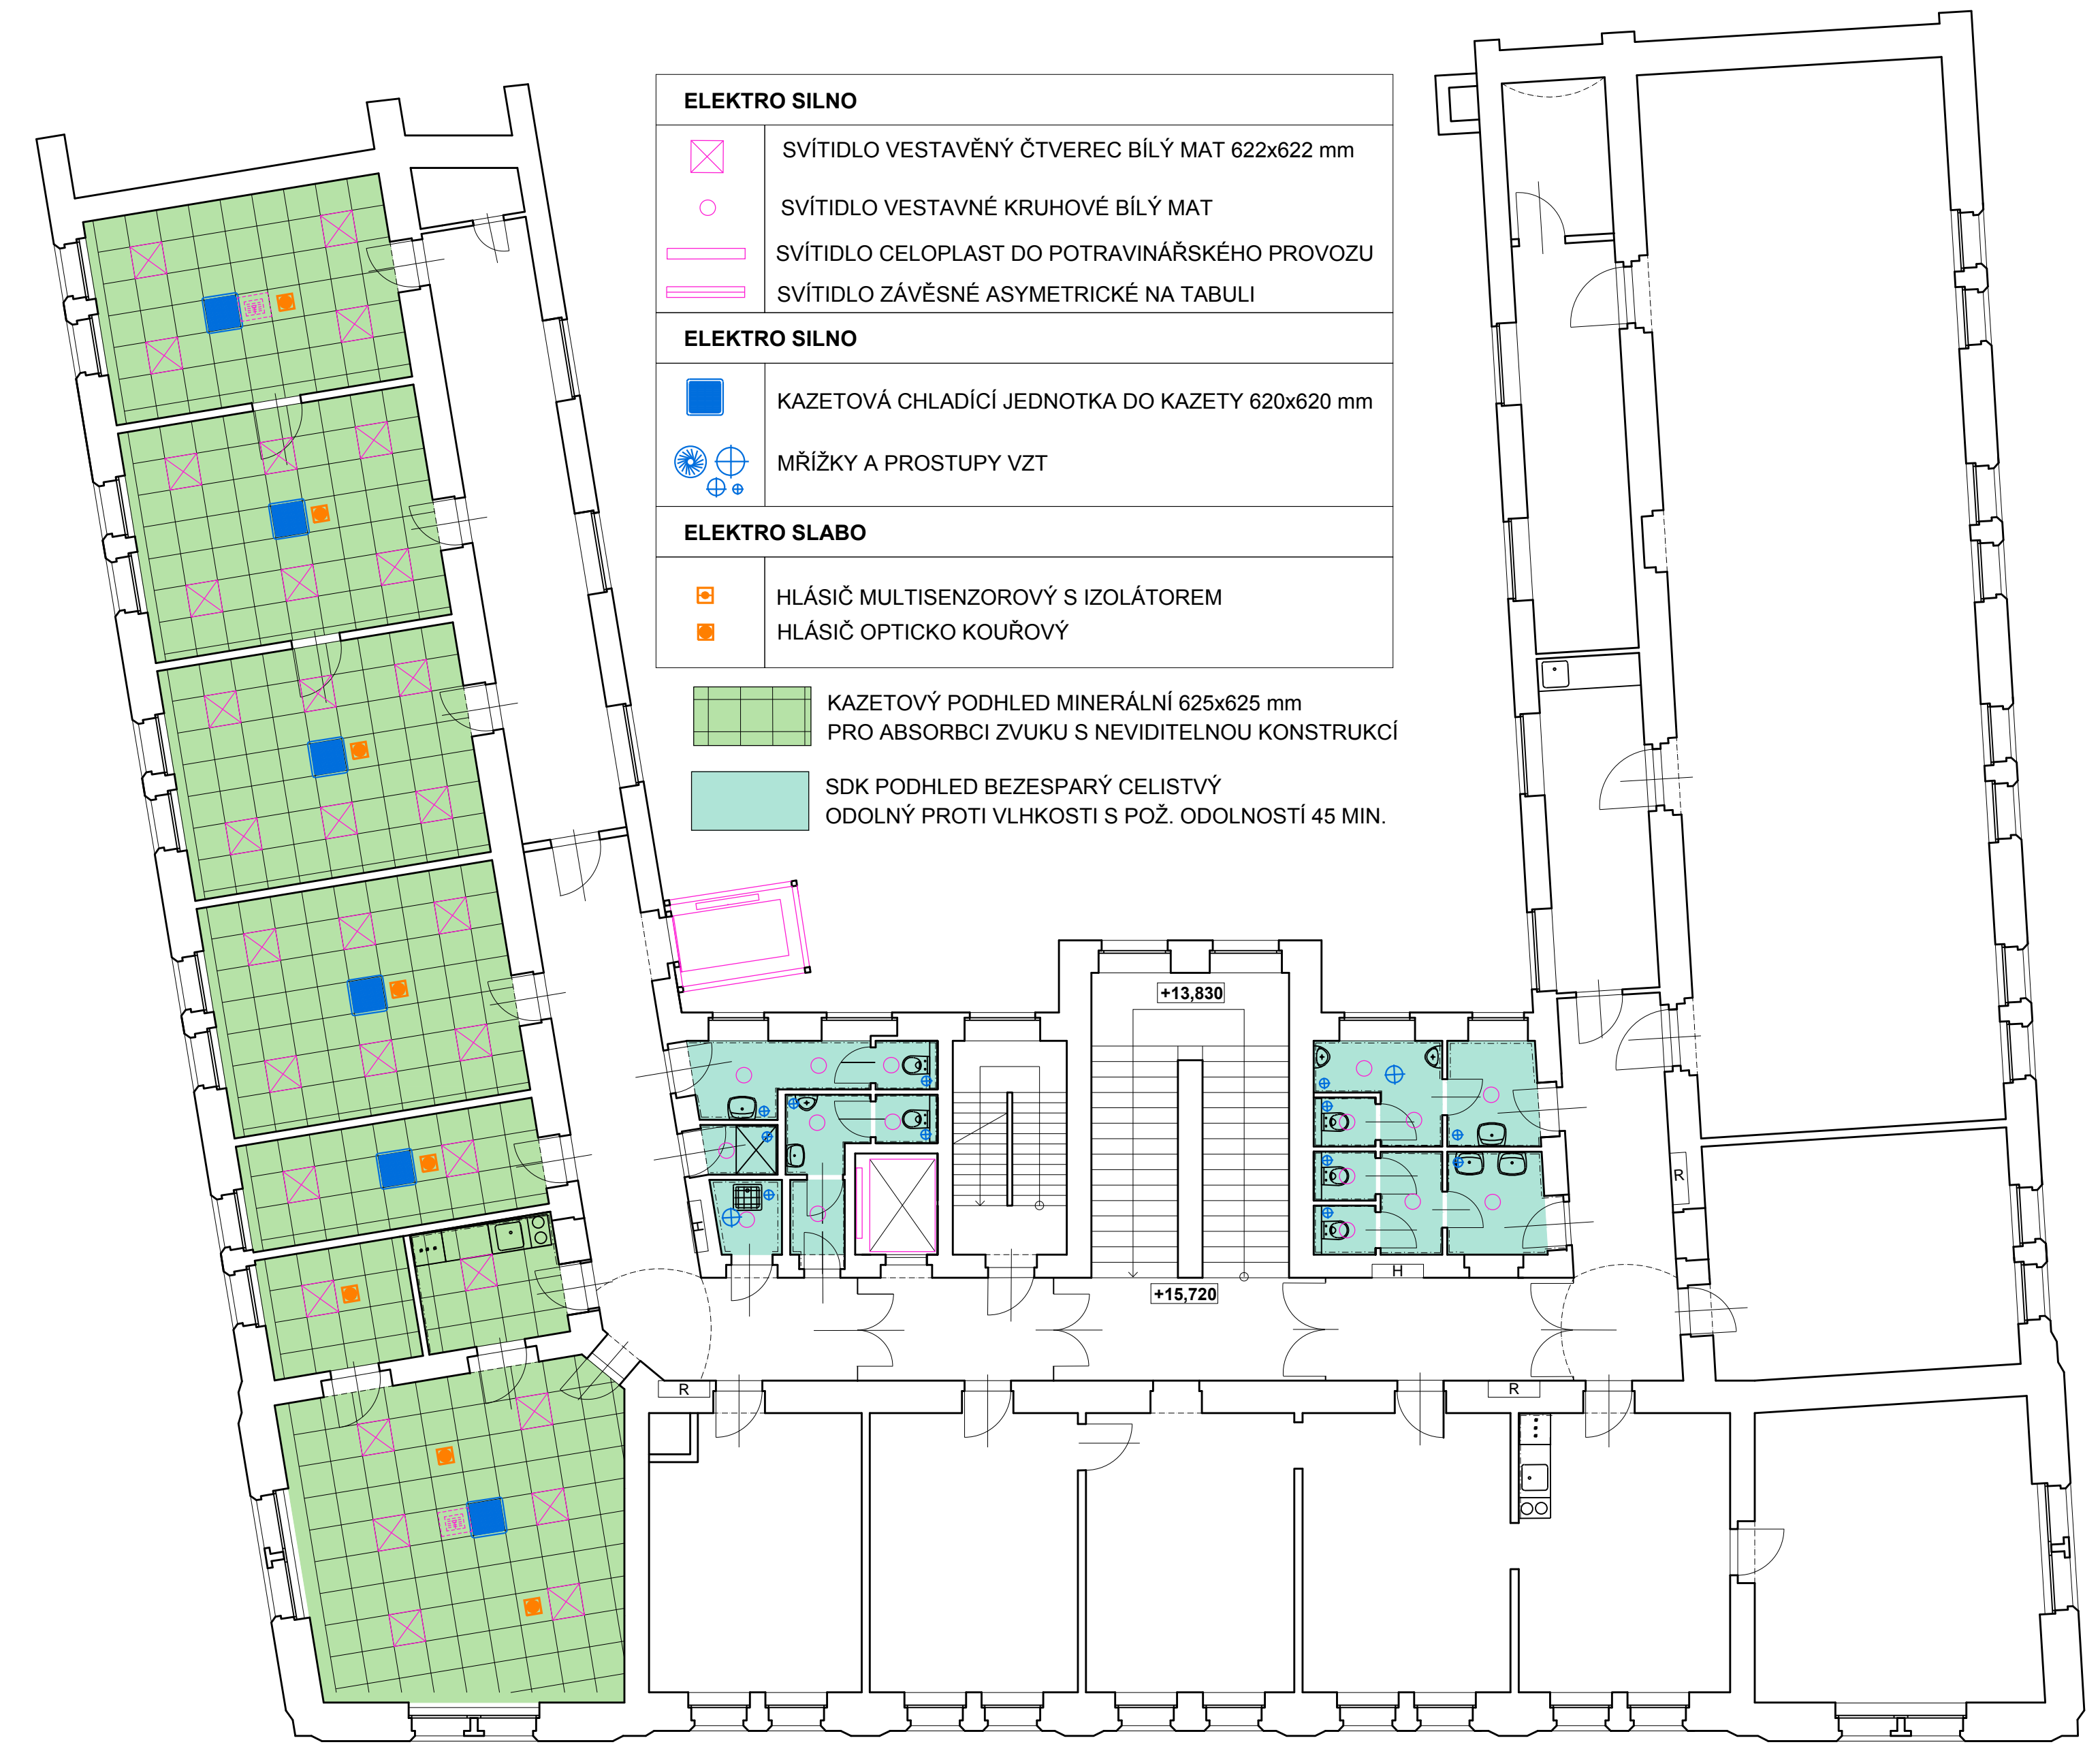 ELEKTRO SILNO
SVÍTIDLO VESTAVĚNÝ ČTVEREC BÍLÝ MAT 622x622 mm
SVÍTIDLO VESTAVNÉ KRUHOVÉ BÍLÝ MAT
SVÍTIDLO CELOPLAST DO POTRAVINÁŘSKÉHO PROVOZU
SVÍTIDLO ZÁVĚSNÉ ASYMETRICKÉ NA TABULI
ELEKTRO SILNO
KAZETOVÁ CHLADÍCÍ JEDNOTKA DO KAZETY 620x620 mm
MŘÍŽKY A PROSTUPY VZT
ELEKTRO SLABO
HLÁSIČ MULTISENZOROVÝ S IZOLÁTOREM
HLÁSIČ OPTICKO KOUŘOVÝ
KAZETOVÝ PODHLED MINERÁLNÍ 625x625 mm
PRO ABSORBCI ZVUKU S NEVIDITELNOU KONSTRUKCÍ
SDK PODHLED BEZESPARÝ CELISTVÝ
ODOLNÝ PROTI VLHKOSTI S POŽ. ODOLNOSTÍ 45 MIN.
+13,830
R
H
H
+15,720
R
R